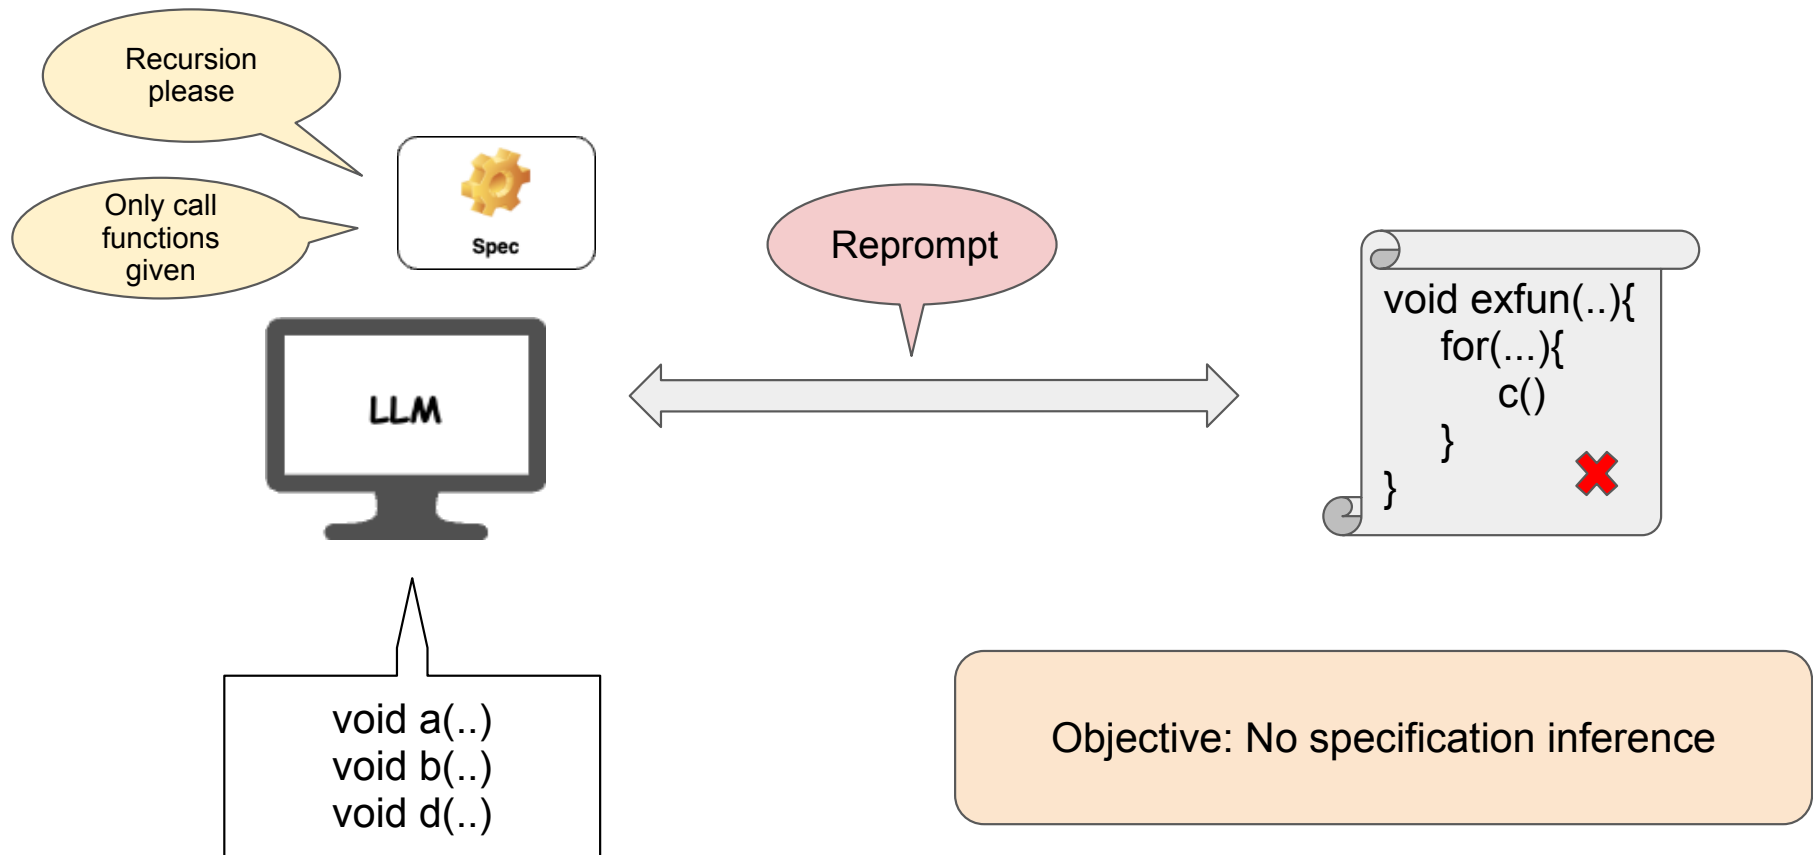 Recursion
please
Only call
functions
given
Spec
LLM
void a(..)
void b(..)
void d(..)
Reprompt
void exfun(..){
for(...){
c()
}
}
Objective: No specification inference